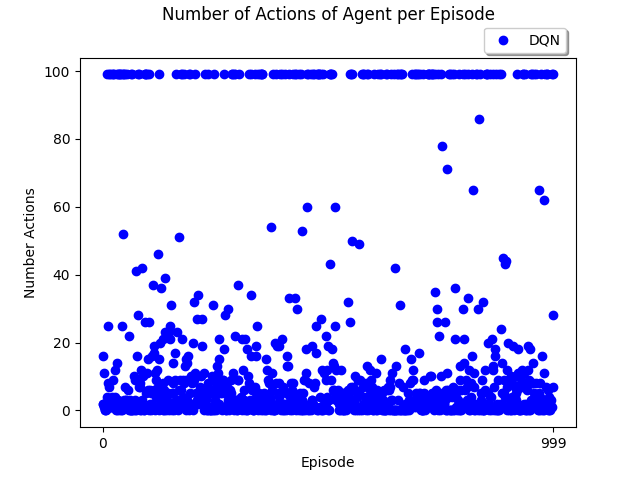 Number of Actions of Agent per Episode
DQN
Number Actions
100
80
60
40
20
0
0
999
Episode